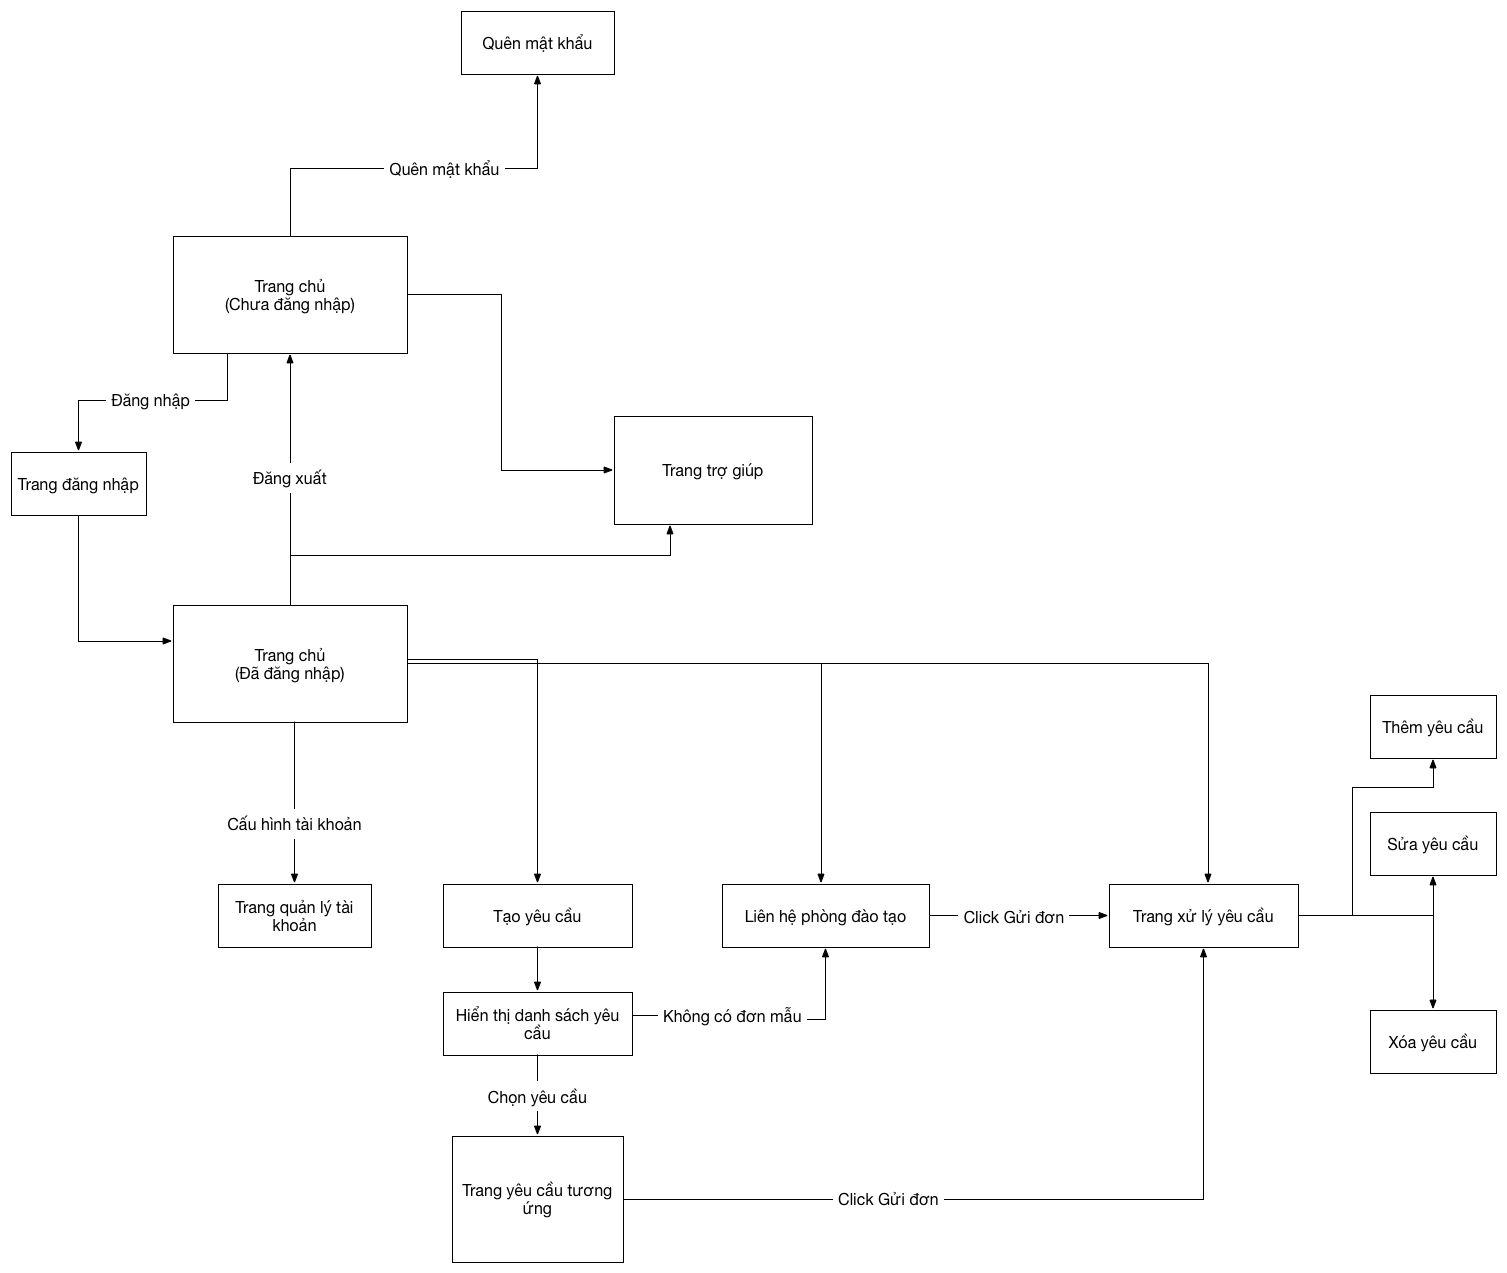 Quên mật khẩu
Quên mật khẩu
Trang chủ
(Chưa đăng nhập)
Đăng nhập
Trang đăng nhập
Đăng xuất
Trang trợ giúp
Trang chủ
(Đã đăng nhập)
Thêm yêu cầu
Cấu hình tài khoản
Sửa yêu cầu
Trang quản lý tài
khoản
Tạo yêu cầu
Liên hệ phòng đào tạo
Click Gửi đơn
Trang xử lý yêu cầu
Hiển thị danh sách yêu
cầu
Không có đơn mẫu
Xóa yêu cầu
Chọn yêu cầu
Trang yêu cầu tương
ứng
Click Gửi đơn